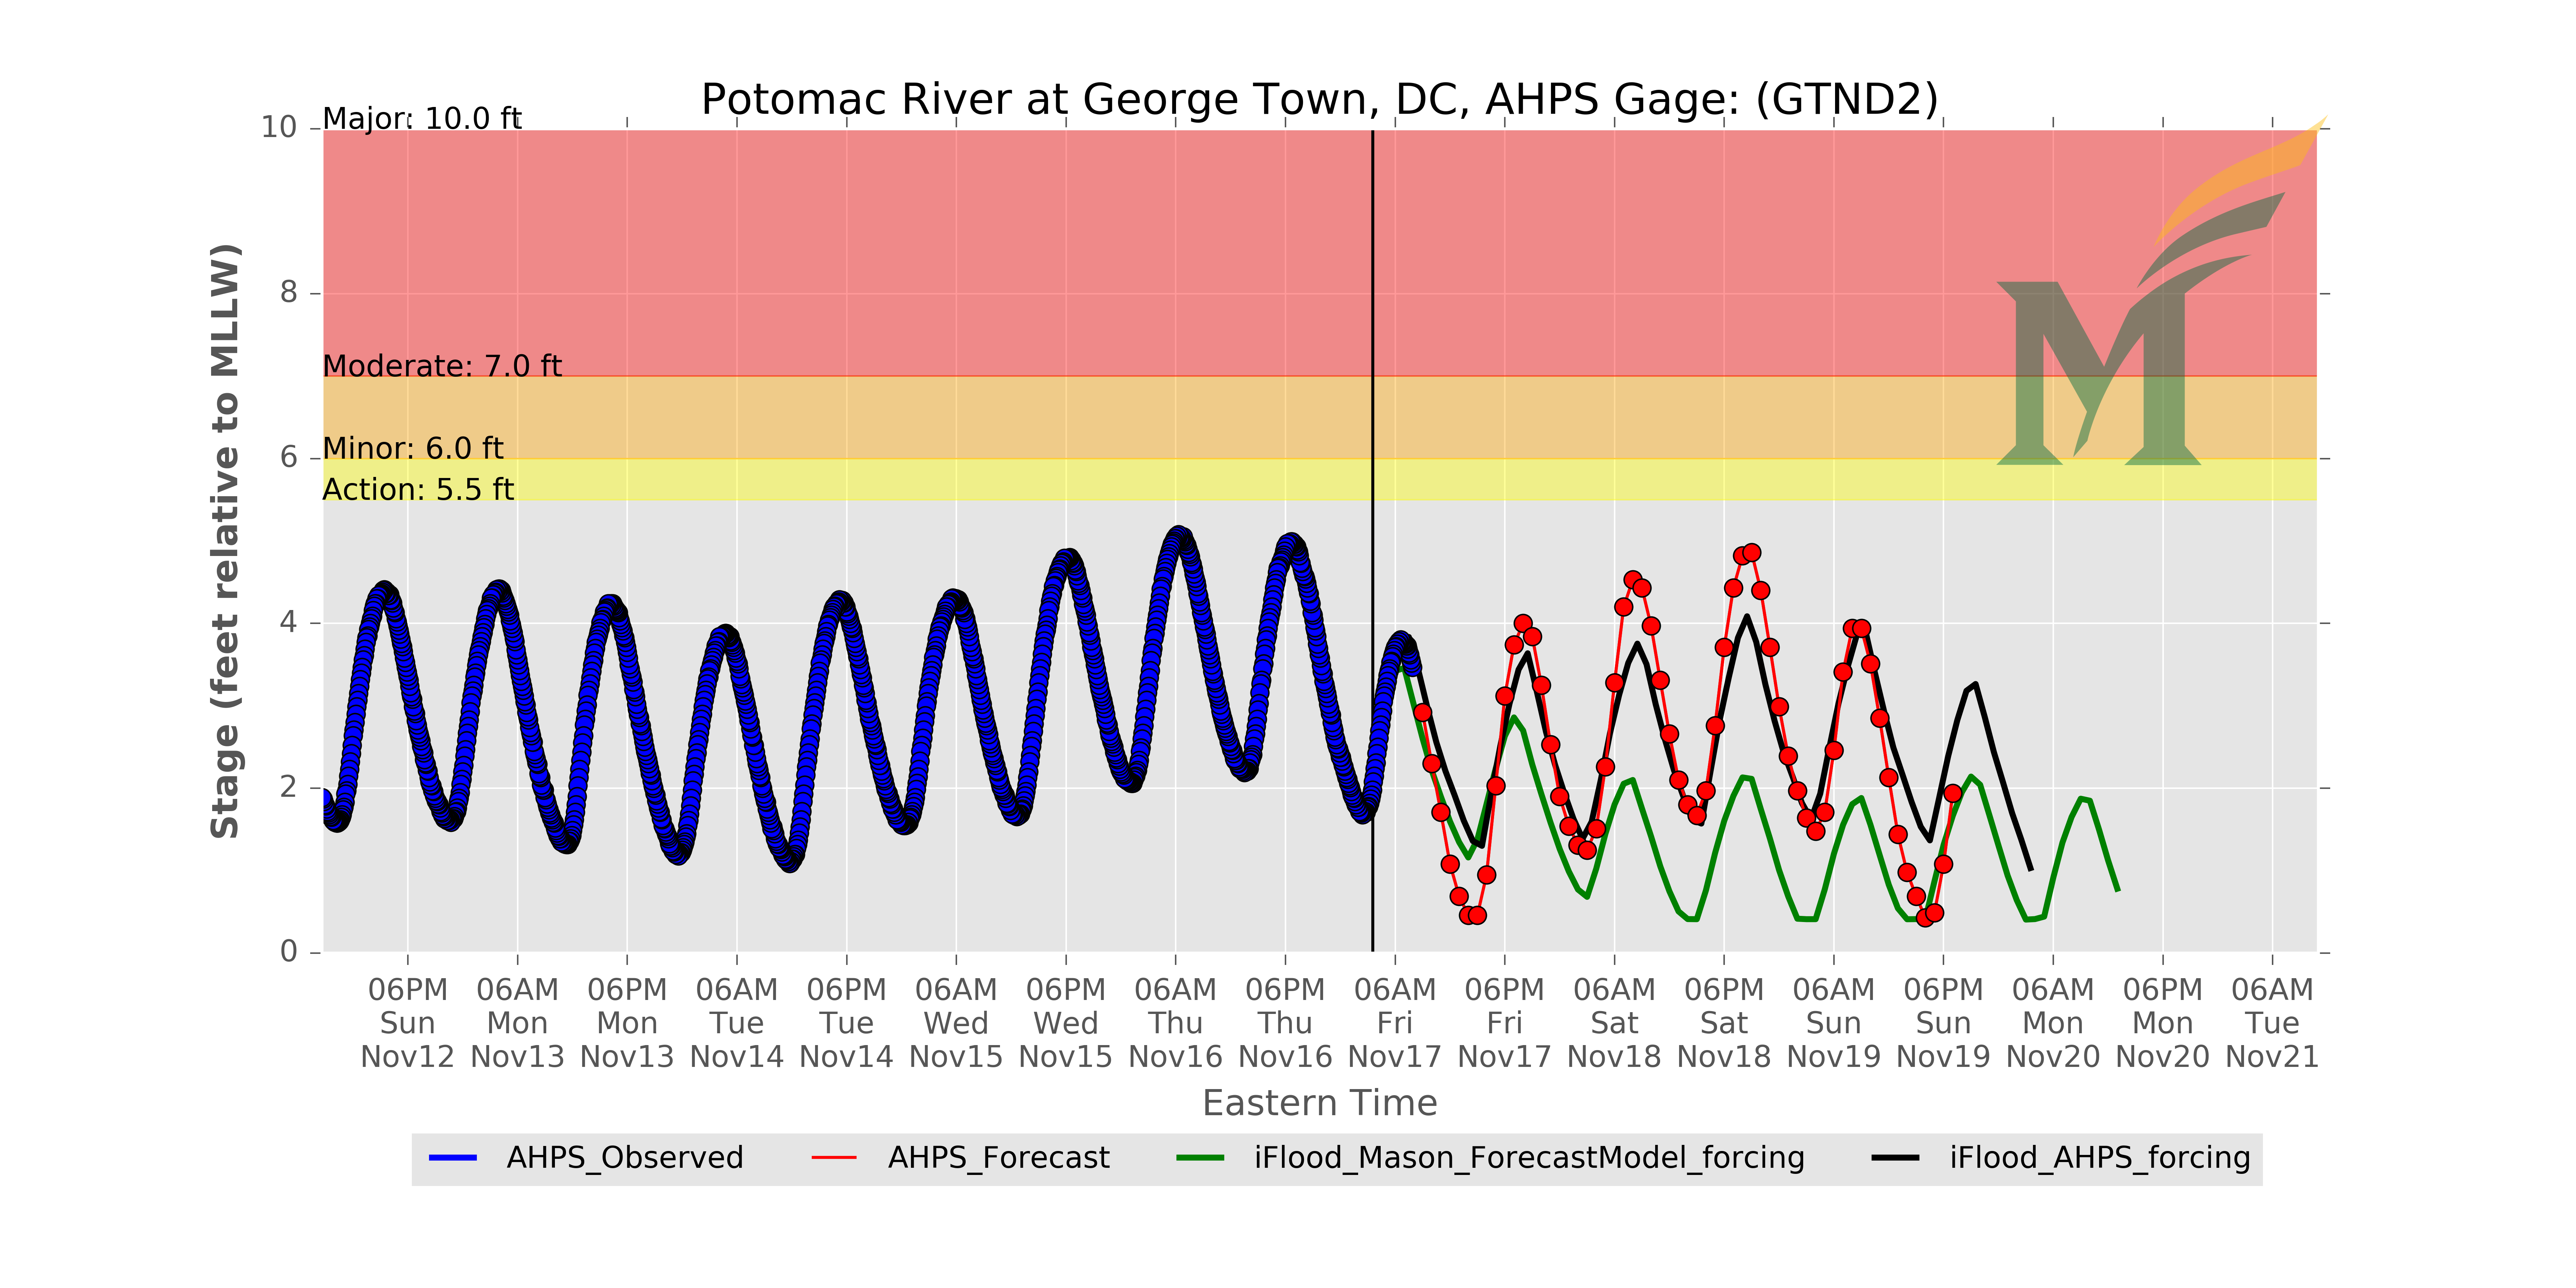 Potomac River at George Town, DC, AHPS Gage: (GTND2)
Major: 10.0 ft
Moderate: 7.0 ft
Minor: 6.0 ft
Action: 5.5 ft
Stage (feet relative to MLLW)
10
8
6
4
2
0
06PM 06AM 06PM 06AM 06PM 06AM 06PM 06AM 06PM 06AM 06PM 06AM 06PM 06AM 06PM 06AM 06PM 06AM
Sun Mon Mon Tue Tue Wed Wed Thu Thu Fri Fri Sat Sat Sun Sun Mon Mon Tue
Nov12 Nov13 Nov13 Nov14 Nov14 Nov15 Nov15 Nov16 Nov16 Nov17 Nov17 Nov18 Nov18 Nov19 Nov19 Nov20 Nov20 Nov21
Eastern Time
AHPS_Observed AHPS_Forecast iFlood_Mason_ForecastModel_forcing iFlood_AHPS_forcing
M